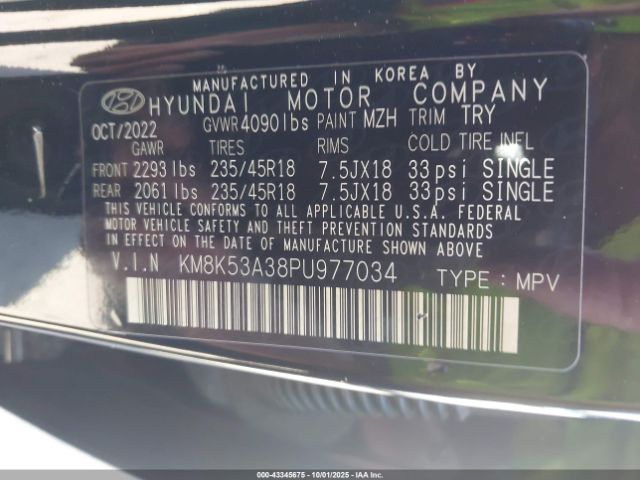 MANUFACTURED IN KOREA BY
HYUNDAI MOTOR COMPANY
OCT/2022 GVWR 4090 lbs PAINT MZH TRIM TRY
GAWR TIRES RIMS COLD TIRE INFL
FRONT 2293 lbs 235/45R18 7.5JX18 33 psi SINGLE
REAR 2061 lbs 235/45R18 7.5JX18 33 psi SINGLE
THIS VEHICLE CONFORMS TO ALL APPLICABLE U.S.A. FEDERAL
MOTOR VEHICLE SAFETY AND THEFT PREVENTION STANDARDS
IN EFFECT ON THE DATE OF MANUFACTURE SHOWN ABOVE.
V.I.N KM8K53A38PU977034 TYPE : MPV
000-43345675 - 10/01/2025 - IAAI.COM